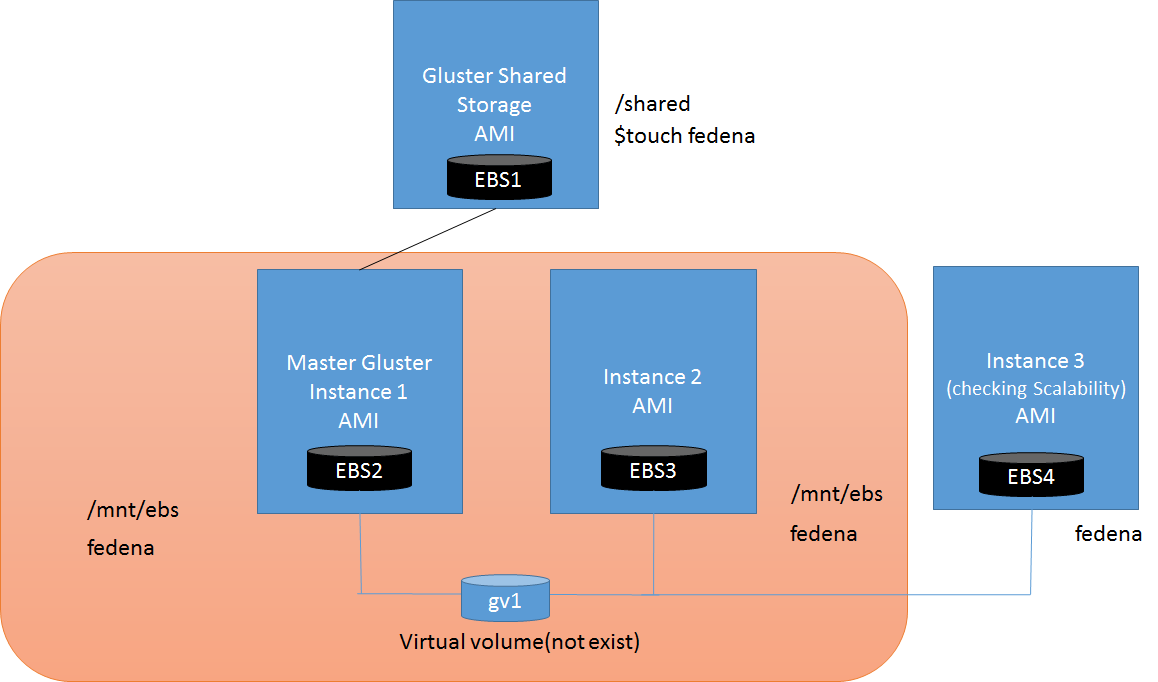 Gluster Shared
Storage
AMI
EBS1
/shared
$touch fedena
Master Gluster
Instance 1
AMI
EBS2
Instance 2
AMI
EBS3
Instance 3
(checking Scalability)
AMI
EBS4
/mnt/ebs
fedena
/mnt/ebs
fedena
fedena
gv1
Virtual volume(not exist)